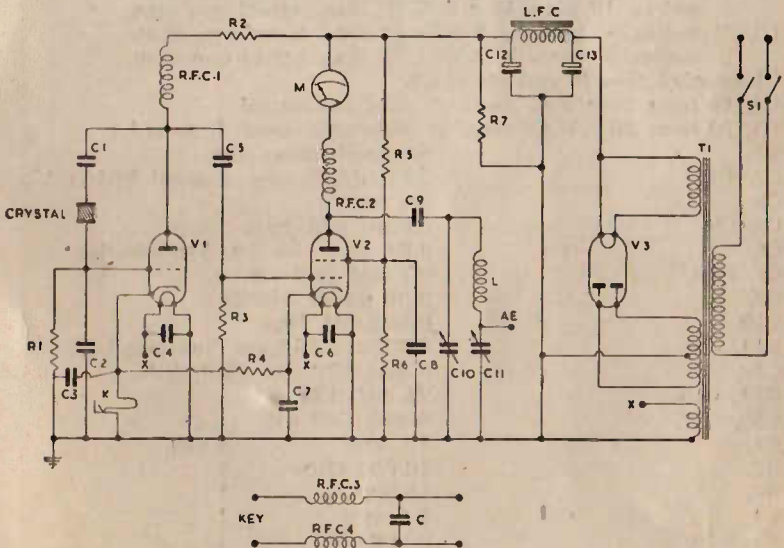 L.F.C
R2
C12
C13
R.F.C.1
M
S1
R7
T1
C1
C5
R5
R.F.C.2
C9
CRYSTAL
V1
V2
V3
L
R3
AE
R1
C2
C4
C6
R4
X
X
R6
C8
C10
C11
C3
K
C7
X
R.F.C.3
KEY
C
RFC4